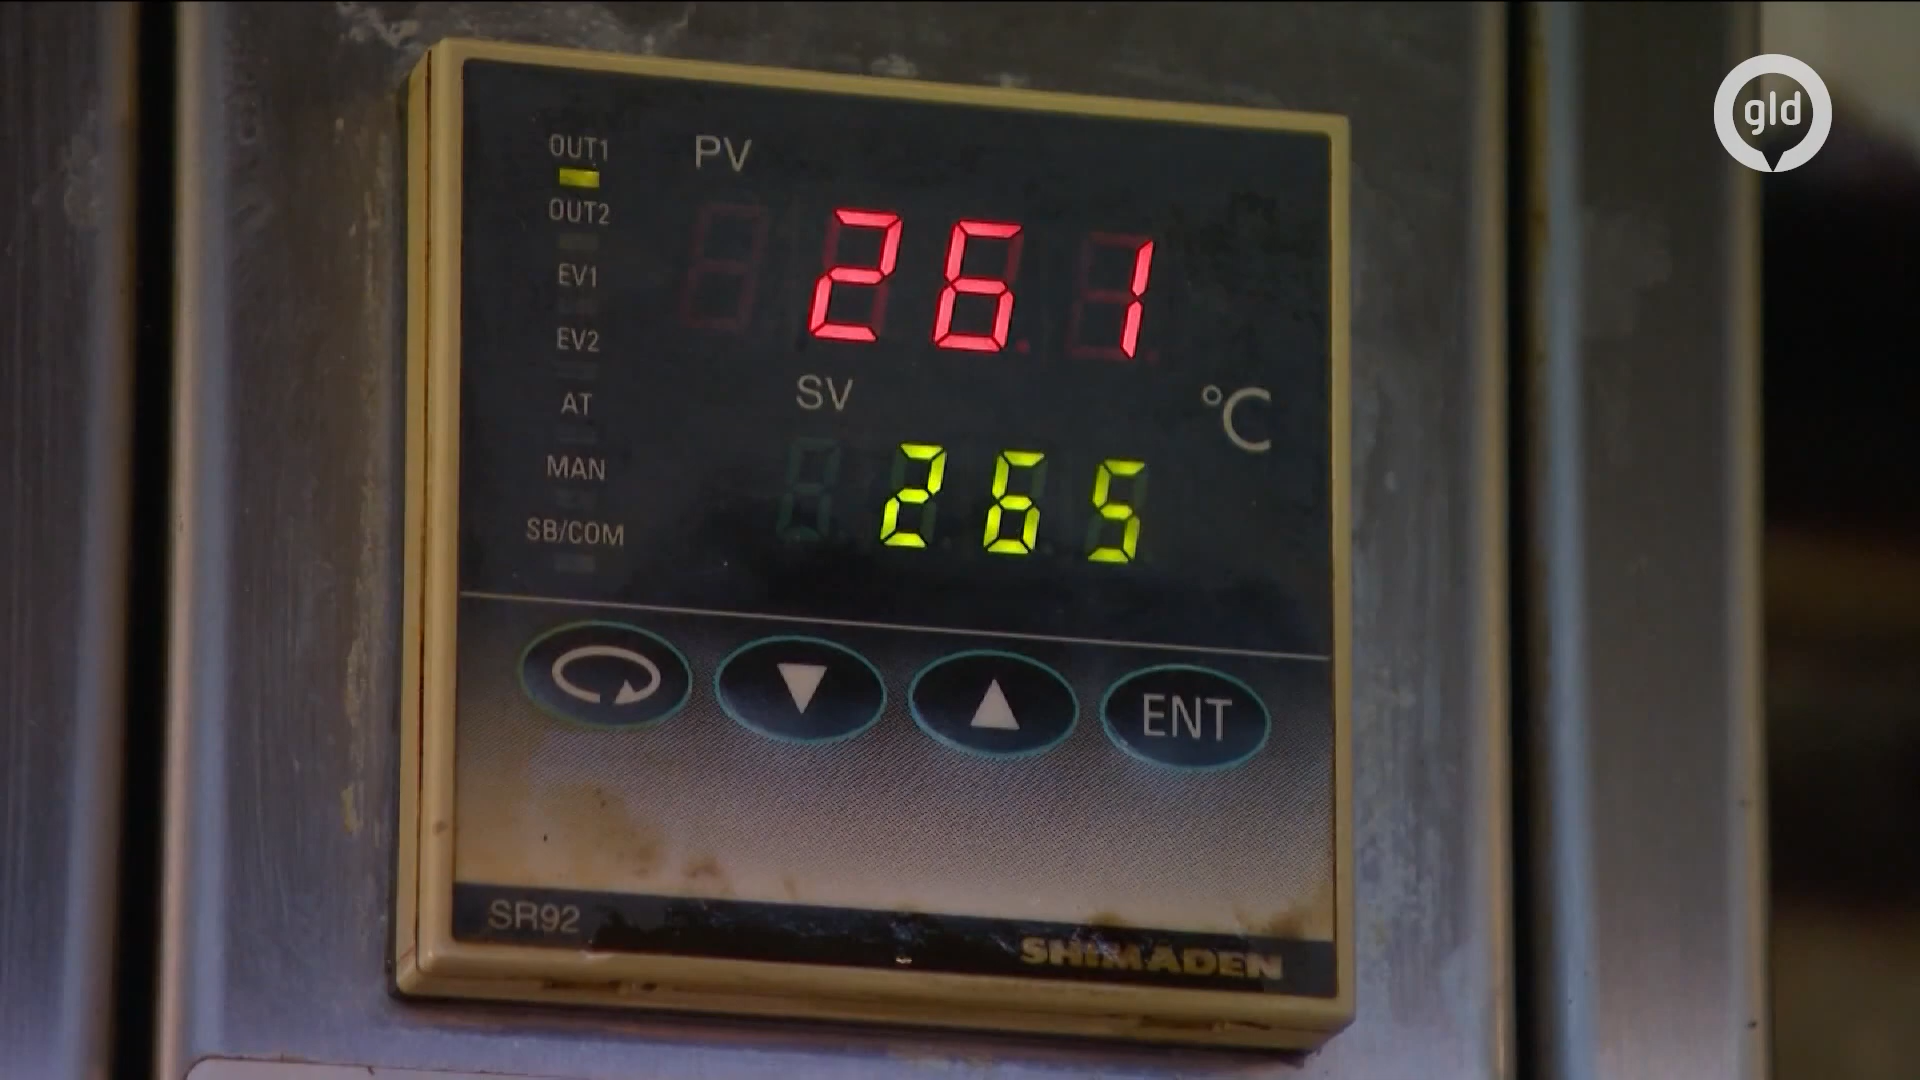 gld
OUT1
PV
261
OUT2
EV1
EV2
SV
°C
AT
265
MAN
SB/COM
ENT
SR92
SHIMADEN